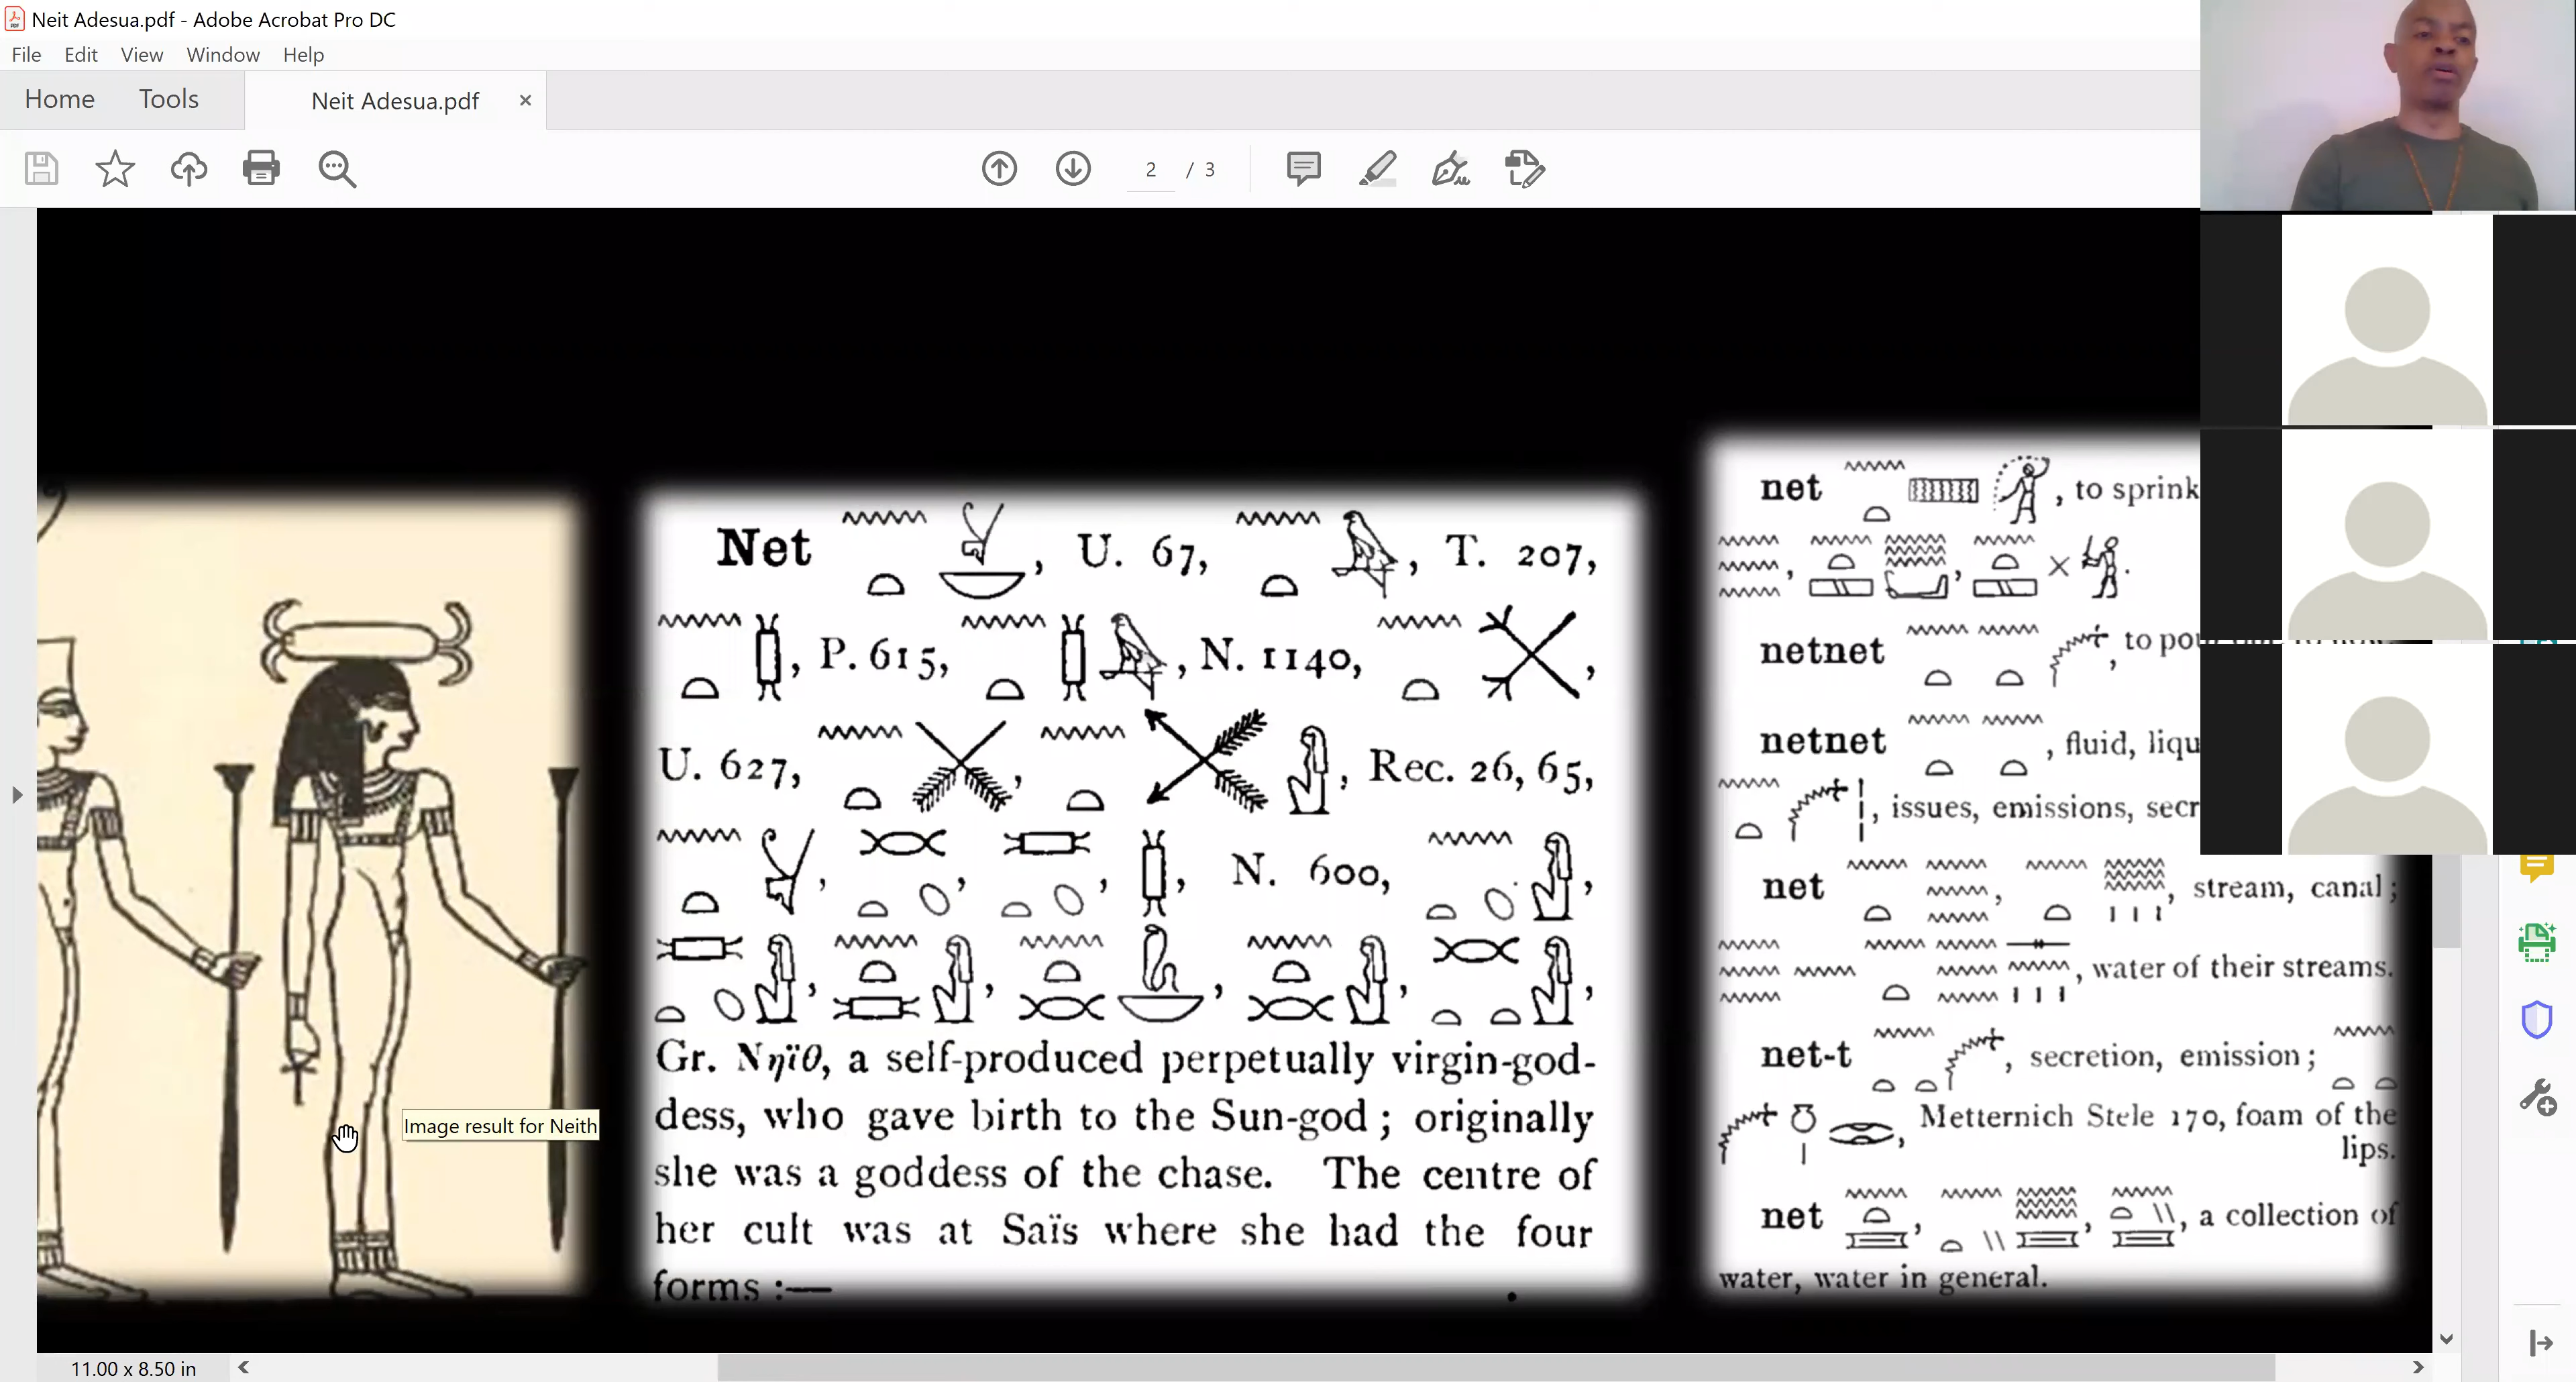 Neit Adesua.pdf - Adobe Acrobat Pro DC
File Edit View Window Help
Home Tools Neit Adesua.pdf ×
2 / 3
Net , U. 67, , T. 207,
, P. 615, , N. 1140, ,
U. 627, , , Rec. 26, 65,
, , , , N. 600, ,
, , , , ,
Gr. Νηϊθ, a self-produced perpetually virgin-god-
dess, who gave birth to the Sun-god; originally
she was a goddess of the chase. The centre of
her cult was at Saïs where she had the four
forms :—
Image result for Neith
net , to sprink
netnet , to
netnet , fluid, liqu
, issues, emissions, secr
net , , stream, canal;
, water of their streams.
net-t , secretion, emission;
, Metternich Stele 170, foam of the
lips.
net , , , a collection of
water, water in general.
11.00 x 8.50 in